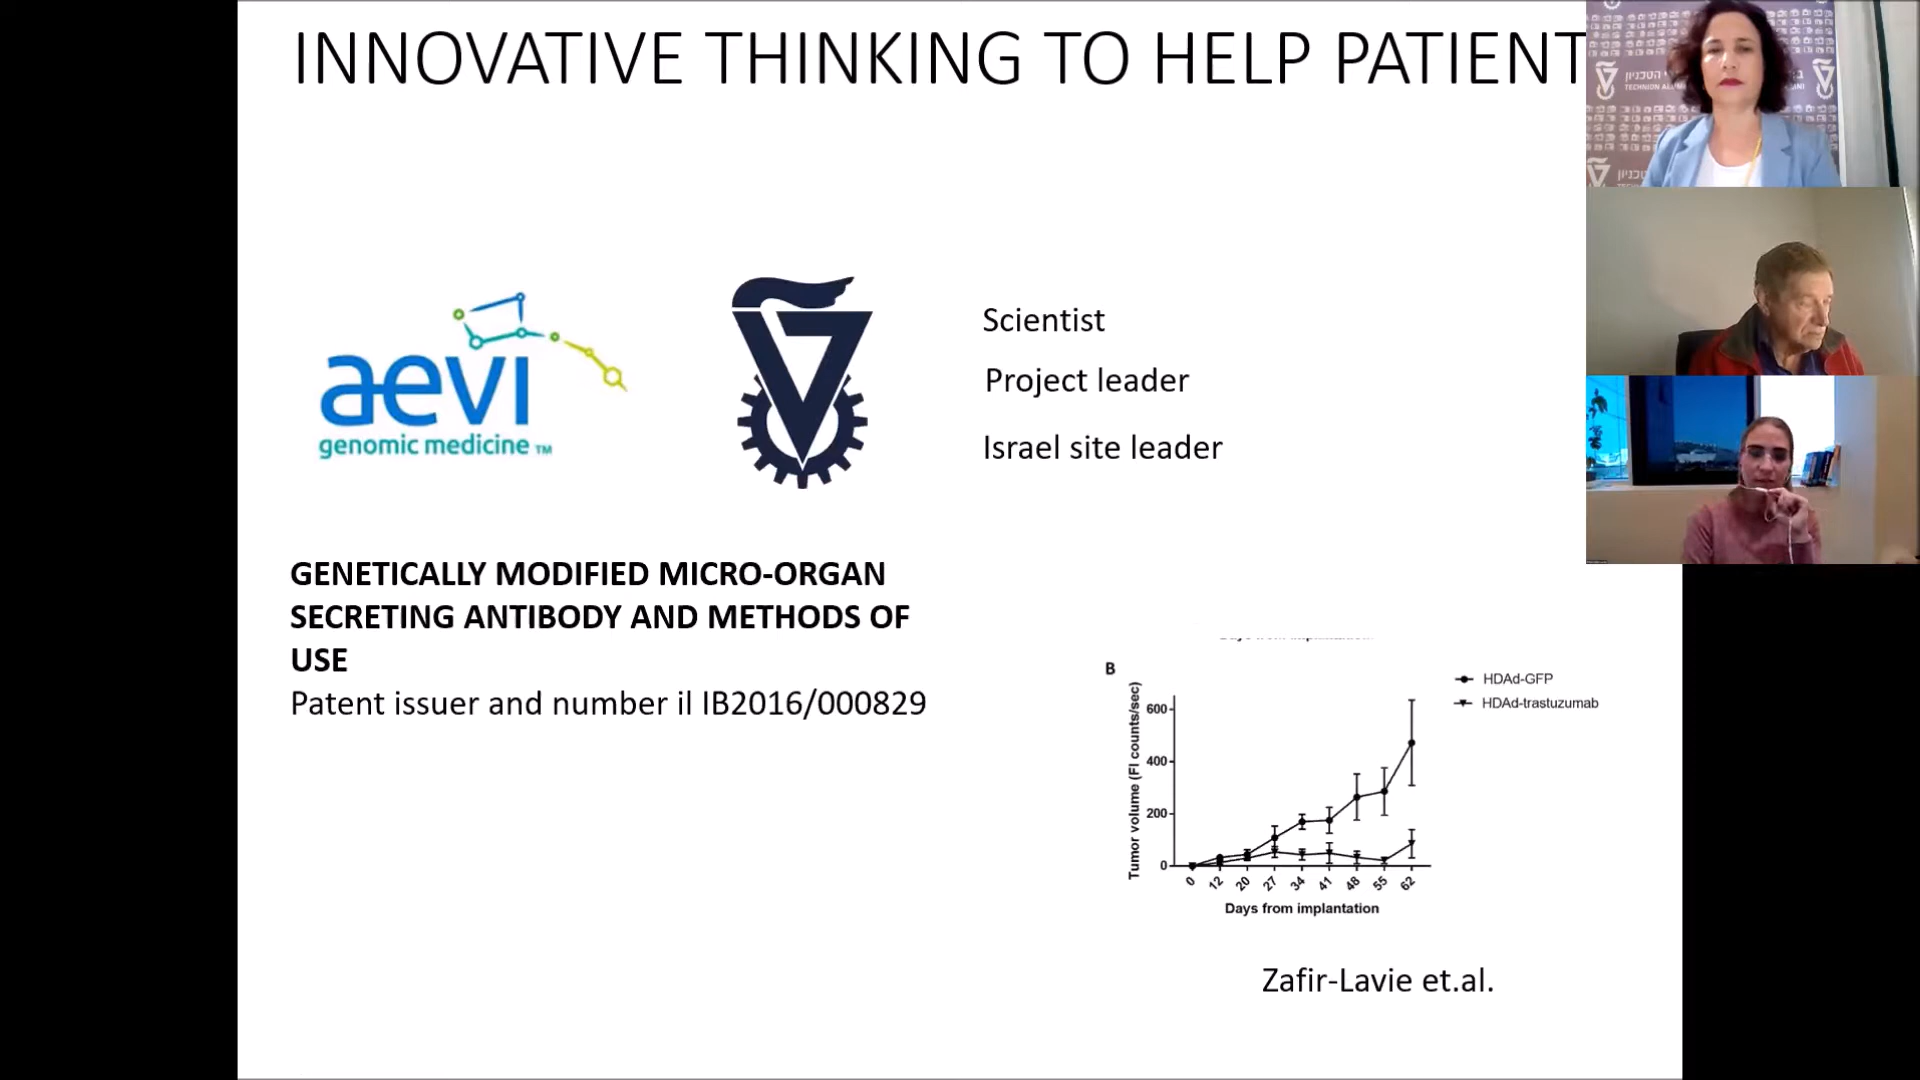 INNOVATIVE THINKING TO HELP PATIENT
aevi
genomic medicine ™
Scientist
Project leader
Israel site leader
GENETICALLY MODIFIED MICRO-ORGAN
SECRETING ANTIBODY AND METHODS OF
USE
Patent issuer and number il IB2016/000829
B
HDAd-GFP
HDAd-trastuzumab
Tumor volume (FI counts/sec)
600
400
200
0
0 12 20 27 34 41 48 55 62
Days from implantation
Zafir-Lavie et.al.
הטכניון
TECHNION